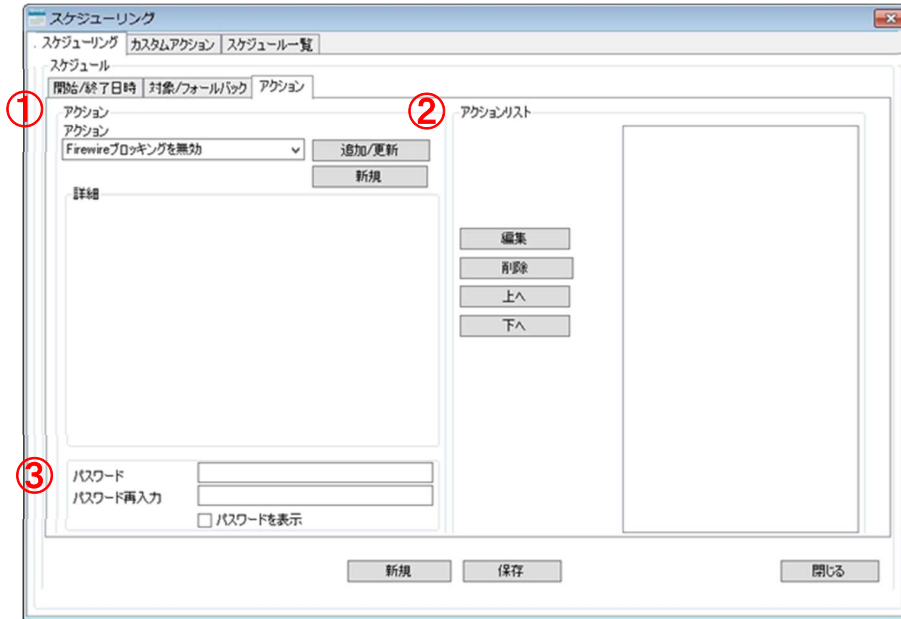 スケジューリング
スケジューリング カスタムアクション スケジュール一覧
スケジュール
開始/終了日時 対象/フォールバック アクション
① アクション
アクション
Firewireブロッキングを無効 追加/更新
新規
詳細
② アクションリスト
編集
削除
上へ
下へ
③ パスワード
パスワード再入力
パスワードを表示
新規 保存 閉じる